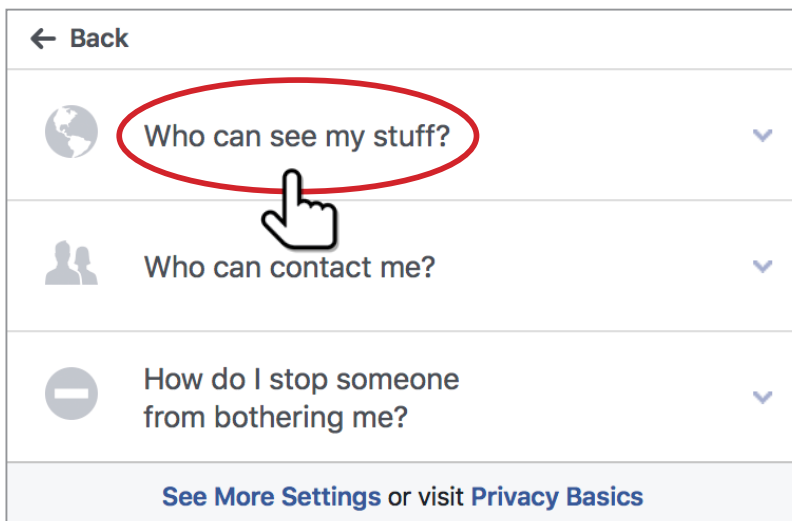 Back
Who can see my stuff?
Who can contact me?
How do I stop someone
from bothering me?
See More Settings or visit Privacy Basics